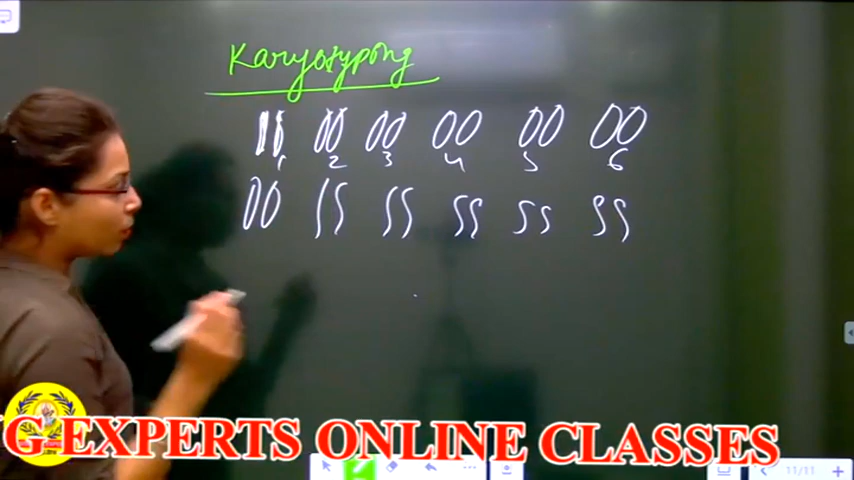 Karyotyping
1 2 3 4 5 6
G EXPERTS ONLINE CLASSES
11/11